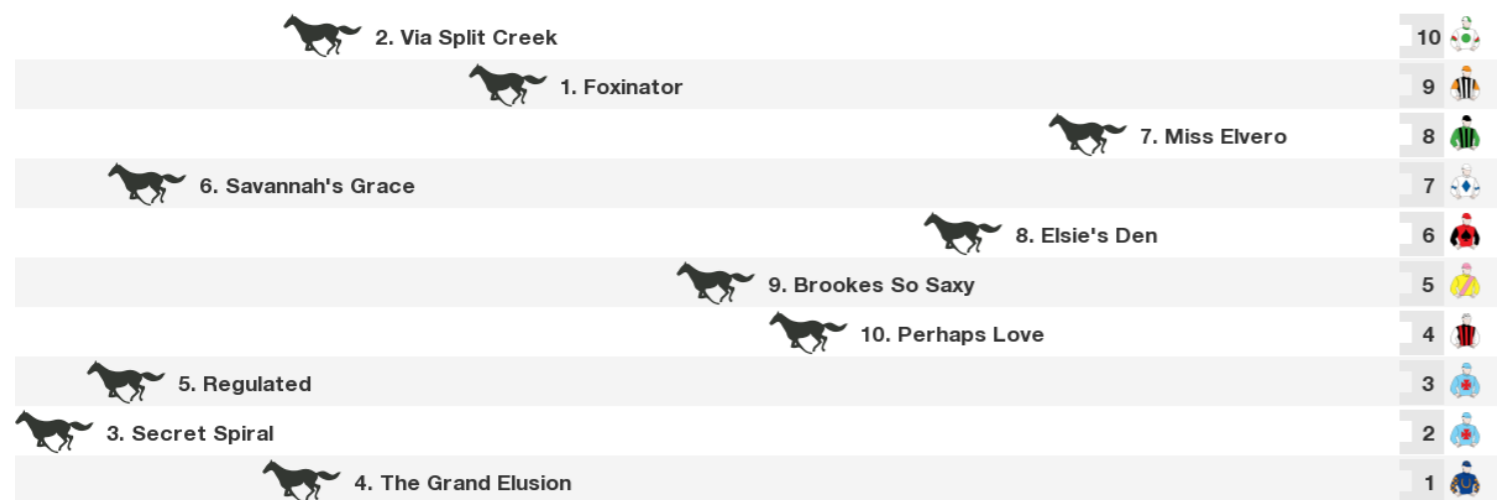 2. Via Split Creek 10
1. Foxinator 9
7. Miss Elvero 8
6. Savannah's Grace 7
8. Elsie's Den 6
9. Brookes So Saxy 5
10. Perhaps Love 4
5. Regulated 3
3. Secret Spiral 2
4. The Grand Elusion 1